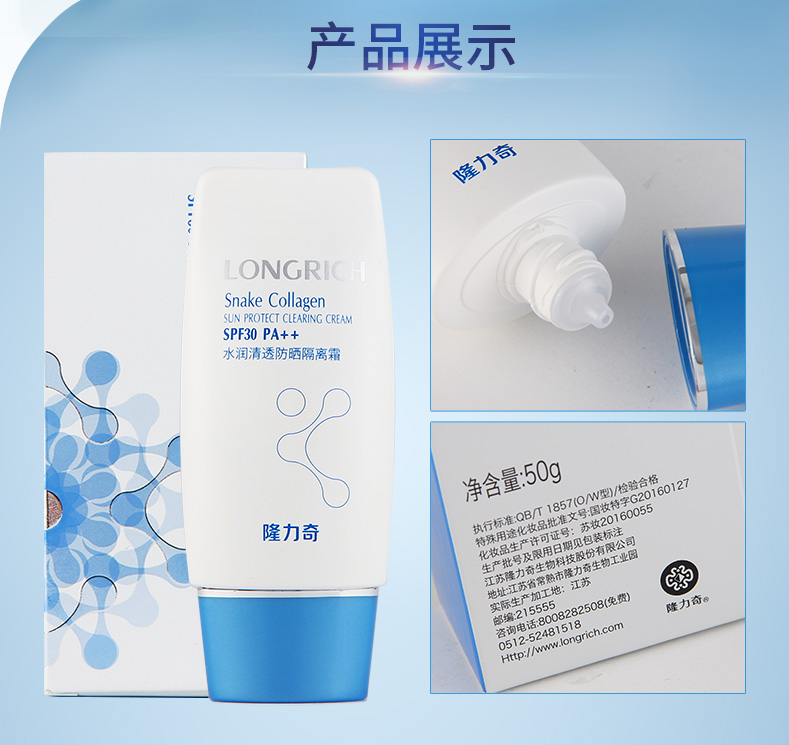 产品展示
LONGRICH
Snake Collagen
SUN PROTECT CLEARING CREAM
SPF30 PA++
水润清透防晒隔离霜
隆力奇
隆力奇
净含量:50g
执行标准:QB/T 1857(O/W型)/检验合格
特殊用途化妆品批准文号:国妆特字G20160127
化妆品生产许可证号：苏妆20160055
生产批号及限用日期见包装标注
江苏隆力奇生物科技股份有限公司
地址:江苏省常熟市隆力奇生物工业园
实际生产加工地：江苏
邮编:215555
咨询电话:8008282508(免费)
0512-52481518
Http://www.longrich.com
隆力奇®